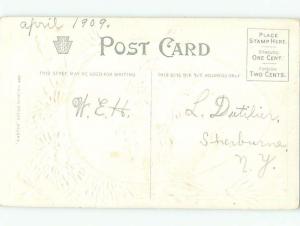 april 1909.
POST CARD
PLACE
STAMP HERE.
DOMESTIC
ONE CENT.
FOREIGN
TWO CENTS.
THIS SPACE MAY BE USED FOR WRITING
THIS SIDE FOR ADDRESS ONLY
W. E. H.
L. Dutilier,
Sherburne
N. Y.